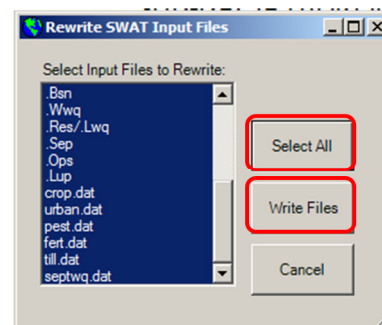 Rewrite SWAT Input Files
Select Input Files to Rewrite:
.Bsn
.Wwq
.Res/.Lwq
.Sep
.Ops
.Lup
crop.dat
urban.dat
pest.dat
fert.dat
till.dat
septwq.dat
Select All
Write Files
Cancel